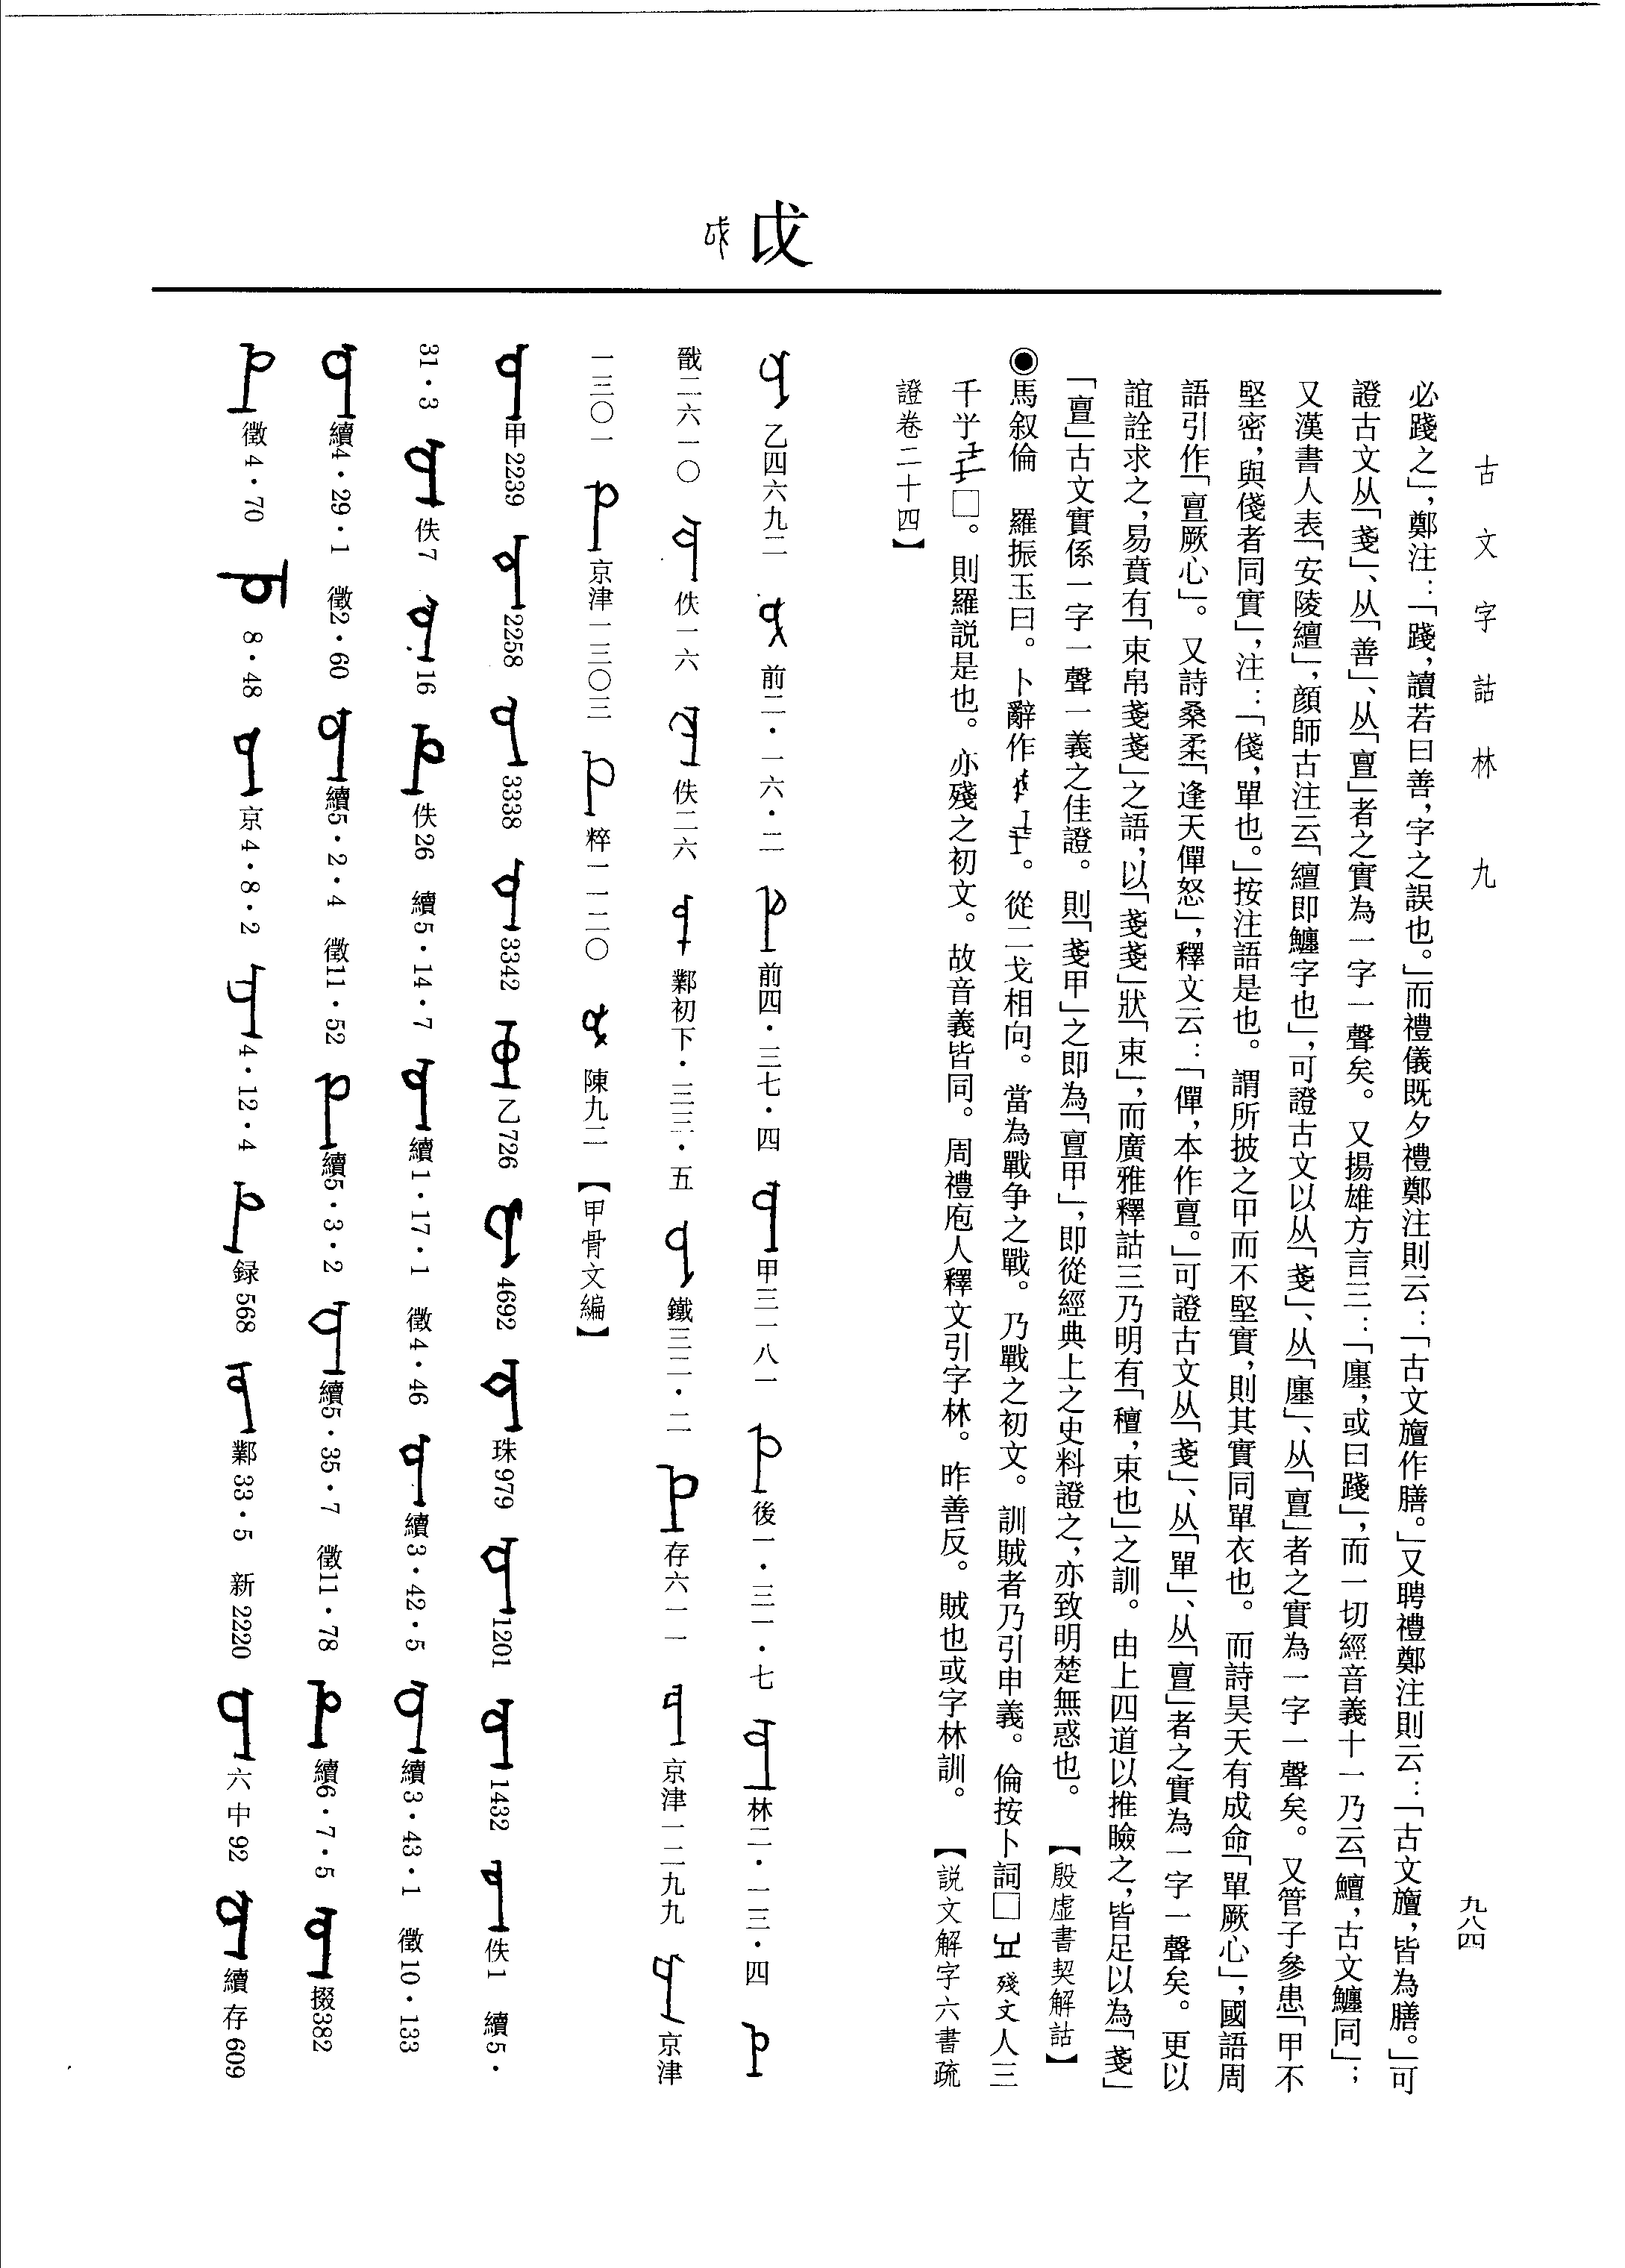 古文字詁林　九
九八四
戉
必踐之」，鄭注：「踐，讀若曰善，字之誤也。」而禮儀既夕禮鄭注則云：「古文旜作膳。」又聘禮鄭注則云：「古文旜，皆為膳。」可
證古文从「戔」、从「善」、从「亶」者之實為一字一聲矣。又揚雄方言三：「廛，或曰踐」，而一切經音義十一乃云「鱣，古文鱣同」；
又漢書人表「安陵繵」，顏師古注云「繵即鱣字也」，可證古文以从「戔」、从「廛」、从「亶」者之實為一字一聲矣。又管子參患「甲不
堅密，與俴者同實」，注：「俴，單也。」按注語是也。謂所披之甲而不堅實，則其實同單衣也。而詩昊天有成命「單厥心」，國語周
語引作「亶厥心」。又詩桑柔「逢天僤怒」，釋文云：「僤，本作亶。」可證古文从「戔」、从「單」、从「亶」者之實為一字一聲矣。更以
誼詮求之，易賁有「束帛戔戔」之語，以「戔戔」狀「束」，而廣雅釋詁三乃明有「䄠，束也」之訓。由上四道以推瞼之，皆足以為「戔」
「亶」古文實係一字一聲一義之佳證。則「戔甲」之即為「亶甲」，即從經典上之史料證之，亦致明楚無惑也。　【殷虛書契解詁】
◉馬叙倫　羅振玉曰。卜辭作。從二戈相向。當為戰争之戰。乃戰之初文。訓賊者乃引申義。倫按卜詞□殘文人三
千乎□。則羅説是也。亦殘之初文。故音義皆同。周禮庖人釋文引字林。昨善反。賊也或字林訓。　【説文解字六書疏
證卷二十四】
乙四六九二　前二·一六·二　前四·三七·四　甲三一八一　後一·三一·七　林二·一三·四
戩二六一〇　佚一六　佚二六　鄴初下·三三·五　鐵三二·二　存六一一　京津一二九九　京津
一三〇一　京津一三〇三　粹一一二〇　陳九二　【甲骨文編】
甲2239　2258　3338　3342　乙726　4692　珠979　1201　1432　佚1　續5·
31·3　佚7　16　佚26　續5·14·7　續1·17·1　徵4·46　續3·42·5　續3·43·1　徵10·133
續4·29·1　徵2·60　續5·2·4　徵11·52　續5·3·2　續5·35·7　徵11·78　續6·7·5　掇382
徵4·70　8·48　京4·8·2　4·12·4　録568　鄴33·5　新2220　六中92　續存609